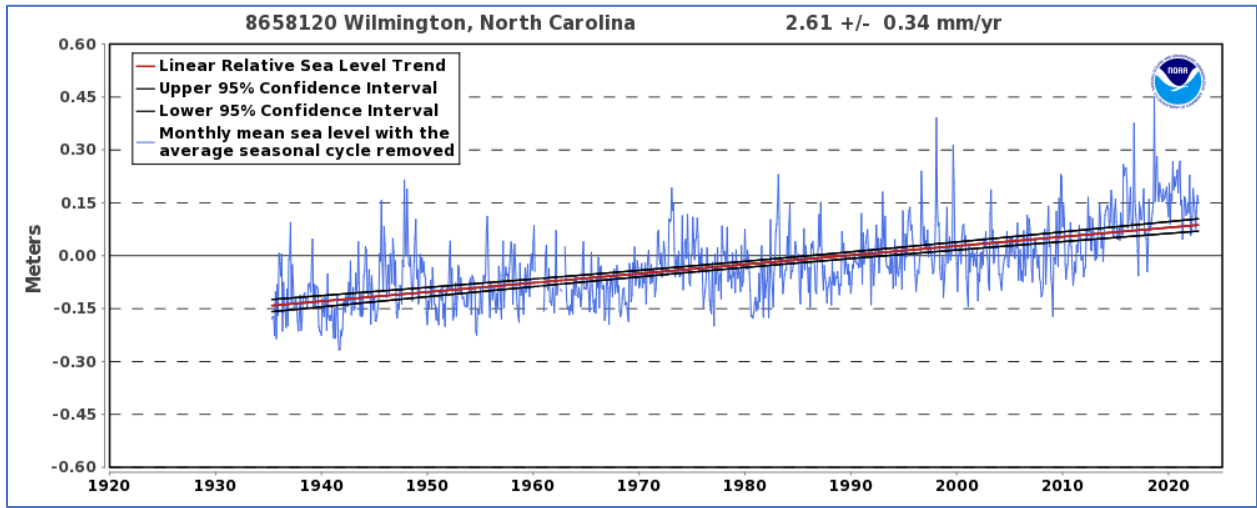 8658120 Wilmington, North Carolina 2.61 +/- 0.34 mm/yr
0.60
0.45
0.30
0.15
0.00
-0.15
-0.30
-0.45
-0.60
Meters
Linear Relative Sea Level Trend
Upper 95% Confidence Interval
Lower 95% Confidence Interval
Monthly mean sea level with the
average seasonal cycle removed
NOAA
1920 1930 1940 1950 1960 1970 1980 1990 2000 2010 2020